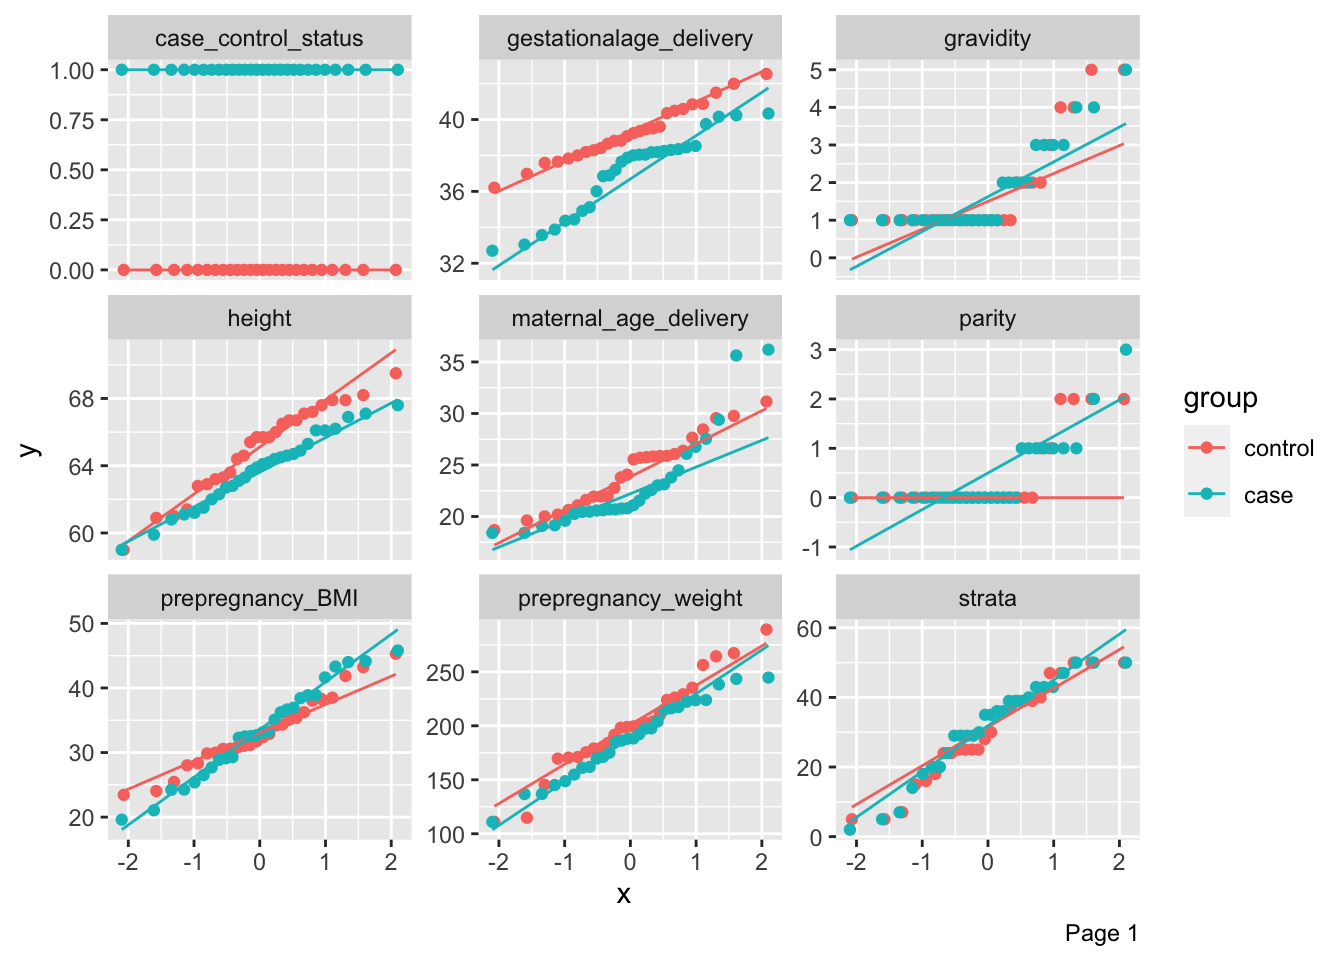 case_control_status
gestationalage_delivery
gravidity
1.00
0.75
0.50
0.25
0.00
40
36
32
5
4
3
2
1
0
height
maternal_age_delivery
parity
68
64
60
35
30
25
20
3
2
1
0
-1
prepregnancy_BMI
prepregnancy_weight
strata
50
40
30
20
250
200
150
100
60
40
20
0
-2 -1 0 1 2
-2 -1 0 1 2
-2 -1 0 1 2
y
x
group
control
case
Page 1